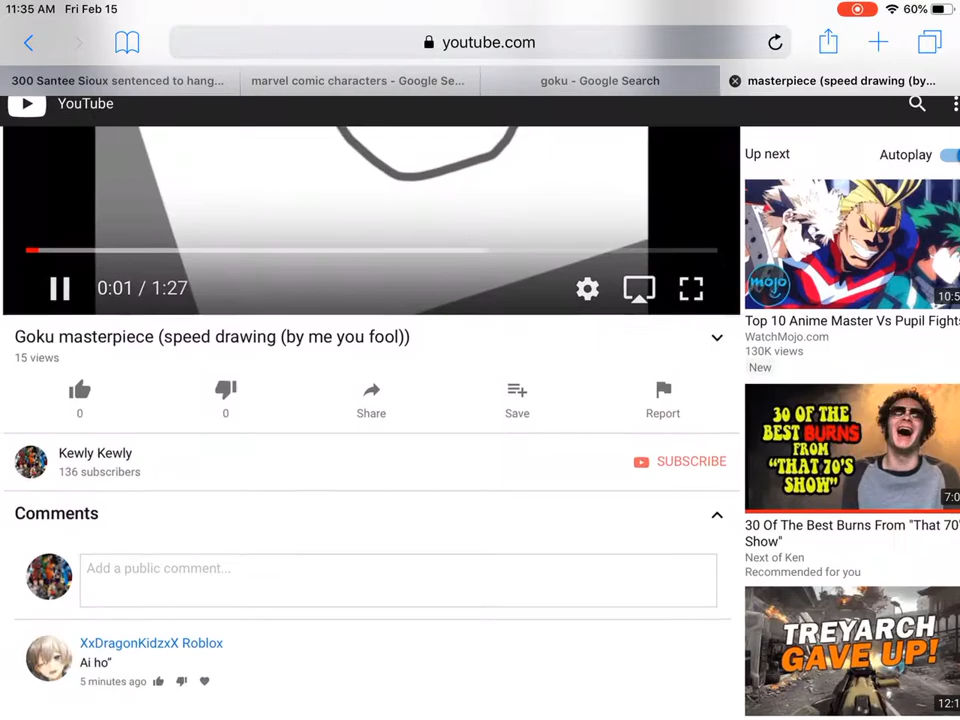 11:35 AM Fri Feb 15
60%
youtube.com
300 Santee Sioux sentenced to hang...
marvel comic characters - Google Se...
goku - Google Search
masterpiece (speed drawing (by...
YouTube
Up next
Autoplay
0:01 / 1:27
mojo
10:5
Top 10 Anime Master Vs Pupil Fights
WatchMojo.com
130K views
New
Goku masterpiece (speed drawing (by me you fool))
15 views
0
0
Share
Save
Report
Kewly Kewly
136 subscribers
SUBSCRIBE
30 OF THE
BEST BURNS
FROM
"THAT 70'S
SHOW"
7:0
30 Of The Best Burns From "That 70'
Show"
Next of Ken
Recommended for you
Comments
Add a public comment...
XxDragonKidzxX Roblox
Ai ho"
5 minutes ago
TREYARCH
GAVE UP!
12:1